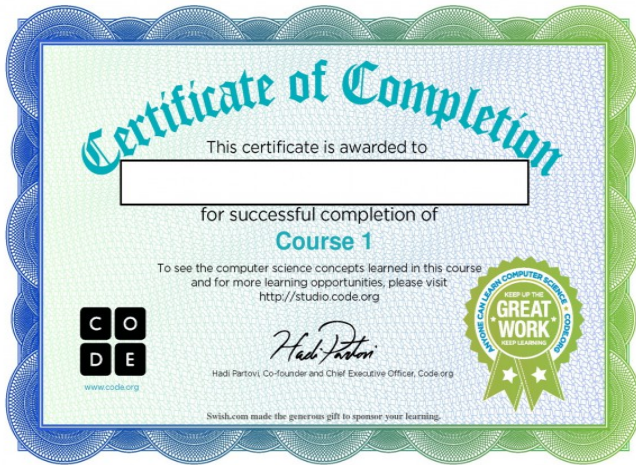 Certificate of Completion
This certificate is awarded to
for successful completion of
Course 1
To see the computer science concepts learned in this course
and for more learning opportunities, please visit
http://studio.code.org
C O
D E
www.code.org
Hadi Partovi
Hadi Partovi, Co-founder and Chief Executive Officer, Code.org
ANYONE CAN LEARN COMPUTER SCIENCE • CODE.ORG
KEEP UP THE
GREAT
WORK
KEEP LEARNING
Swish.com made the generous gift to sponsor your learning.